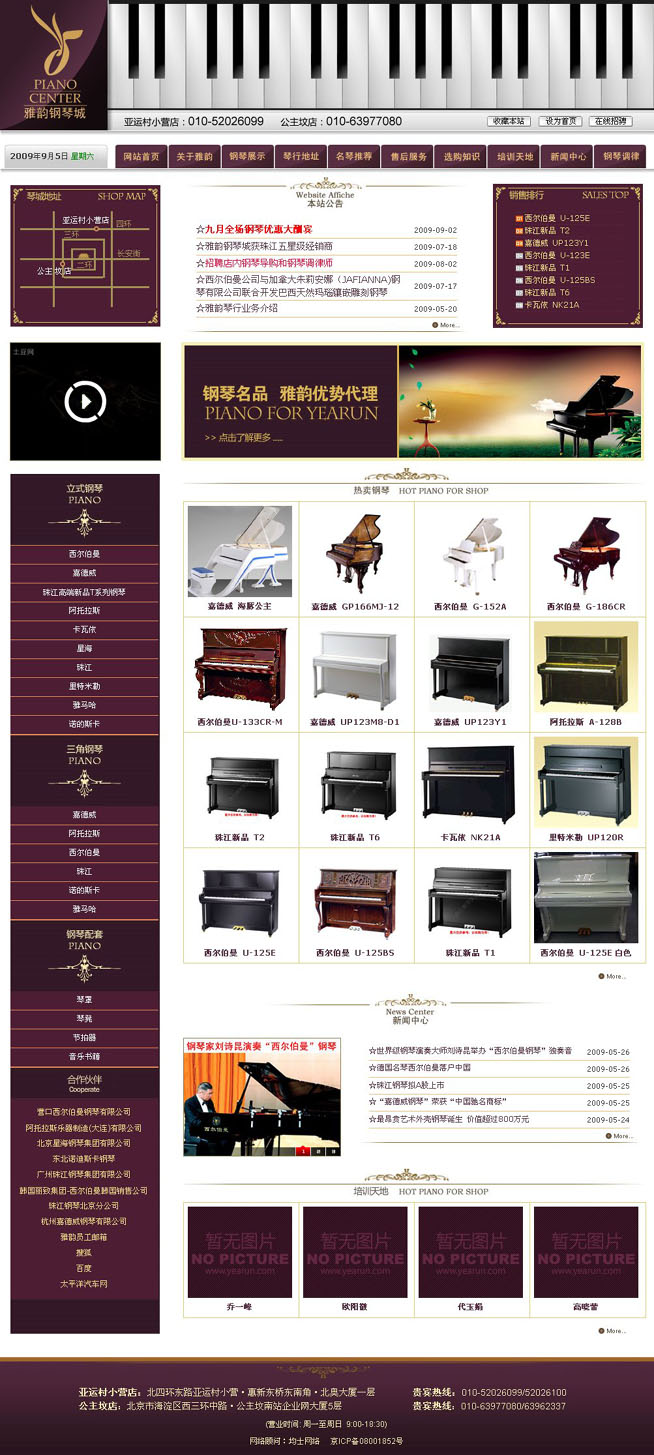 PIANO
CENTER
雅韵钢琴城
亚运村小营店：010-52026099 公主坟店：010-63977080
收藏本站 设为首页 在线招聘
2009年9月5日 星期六
网站首页 关于雅韵 钢琴展示 琴行地址 名琴推荐 售后服务 选购知识 培训天地 新闻中心 钢琴调律
琴城地址 SHOP MAP
亚运村小营店
四环
三环
长安街
二环
公主坟店
Website Affiche
本站公告
☆九月全场钢琴优惠大酬宾 2009-09-02
☆雅韵钢琴城获珠江五星级经销商 2009-07-18
☆招聘店内钢琴导购和钢琴调律师 2009-08-02
☆西尔伯曼公司与加拿大朱莉安娜（JAFIANNA)钢
琴有限公司联合开发巴西天然玛瑙镶嵌雕刻钢琴 2009-07-17
☆雅韵琴行业务介绍 2009-05-20
More...
销售排行 SALES TOP
西尔伯曼 U-125E
珠江新品 T2
嘉德威 UP123Y1
西尔伯曼 U-123E
珠江新品 T1
西尔伯曼 U-125BS
珠江新品 T6
卡瓦依 NK21A
土豆网
钢琴名品 雅韵优势代理
PIANO FOR YEARUN
>> 点击了解更多 .....
立式钢琴
PIANO
西尔伯曼
嘉德威
珠江高端新品T系列钢琴
阿托拉斯
卡瓦依
星海
珠江
里特米勒
雅马哈
诺的斯卡
三角钢琴
PIANO
嘉德威
阿托拉斯
西尔伯曼
珠江
诺的斯卡
雅马哈
钢琴配套
PIANO
琴罩
琴凳
节拍器
音乐书籍
合作伙伴
Cooperate
营口西尔伯曼钢琴有限公司
阿托拉斯乐器制造(大连)有限公司
北京星海钢琴集团有限公司
东北诺迪斯卡钢琴
广州珠江钢琴集团有限公司
韩国丽致集团-西尔伯曼韩国销售公司
珠江钢琴北京分公司
杭州嘉德威钢琴有限公司
雅韵员工邮箱
搜狐
百度
太平洋汽车网
热卖钢琴 HOT PIANO FOR SHOP
嘉德威 海豚公主 嘉德威 GP166MJ-12 西尔伯曼 G-152A 西尔伯曼 G-186CR
西尔伯曼U-133CR-M 嘉德威 UP123M8-D1 嘉德威 UP123Y1 阿托拉斯 A-128B
珠江新品 T2 珠江新品 T6 卡瓦依 NK21A 里特米勒 UP120R
西尔伯曼 U-125E 西尔伯曼 U-125BS 珠江新品 T1 西尔伯曼 U-125E 白色
More...
News Center
新闻中心
钢琴家刘诗昆演奏“西尔伯曼”钢琴
西尔伯曼
1
☆世界级钢琴演奏大师刘诗昆举办“西尔伯曼钢琴”独奏音 2009-05-26
☆德国名琴西尔伯曼落户中国 2009-05-26
☆珠江钢琴拟A股上市 2009-05-25
☆“嘉德威钢琴”荣获“中国驰名商标” 2009-05-25
☆最昂贵艺术外壳钢琴诞生 价值超过800万元 2009-05-24
More...
培训天地 HOT PIANO FOR SHOP
暂无图片 暂无图片 暂无图片 暂无图片
NO PICTURE NO PICTURE NO PICTURE NO PICTURE
www.yearun.com www.yearun.com www.yearun.com www.yearun.com
乔一峰 欧阳徽 代玉娟 高晓蕾
More...
亚运村小营店：北四环东路亚运村小营·惠新东桥东南角·北奥大厦一层 贵宾热线：010-52026099/52026100
公主坟店：北京市海淀区西三环中路·公主坟南站企业网大厦5层 贵宾热线：010-63977080/63962337
(营业时间: 周一至周日 9:00-18:30)
网络顾问：均士网络 京ICP备08001852号